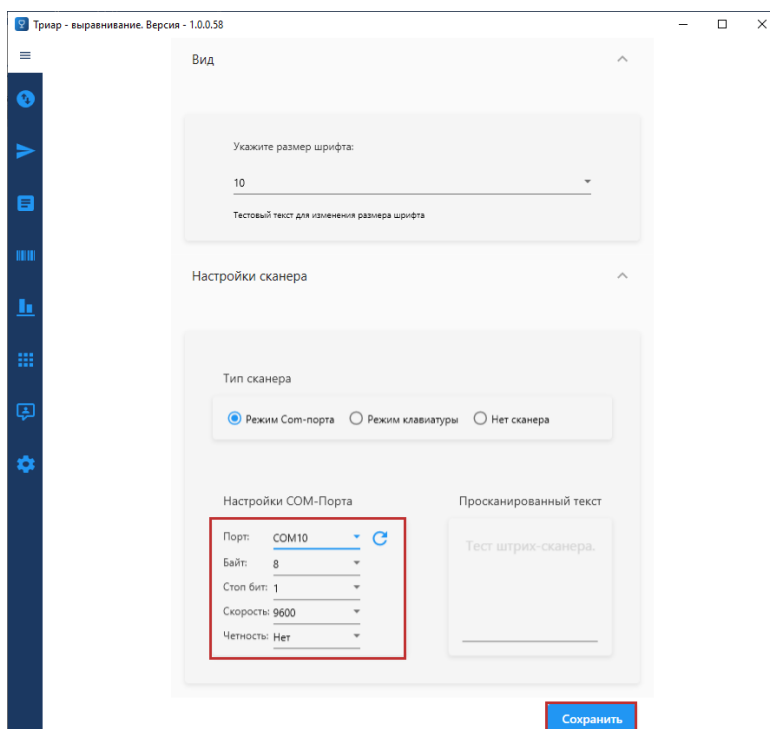 Триар - выравнивание. Версия - 1.0.0.58
Вид
Укажите размер шрифта:
10
Тестовый текст для изменения размера шрифта
Настройки сканера
Тип сканера
Режим Com-порта Режим клавиатуры Нет сканера
Настройки COM-Порта
Порт: COM10
Байт: 8
Стоп бит: 1
Скорость: 9600
Четность: Нет
Просканированный текст
Тест штрих-сканера.
Сохранить